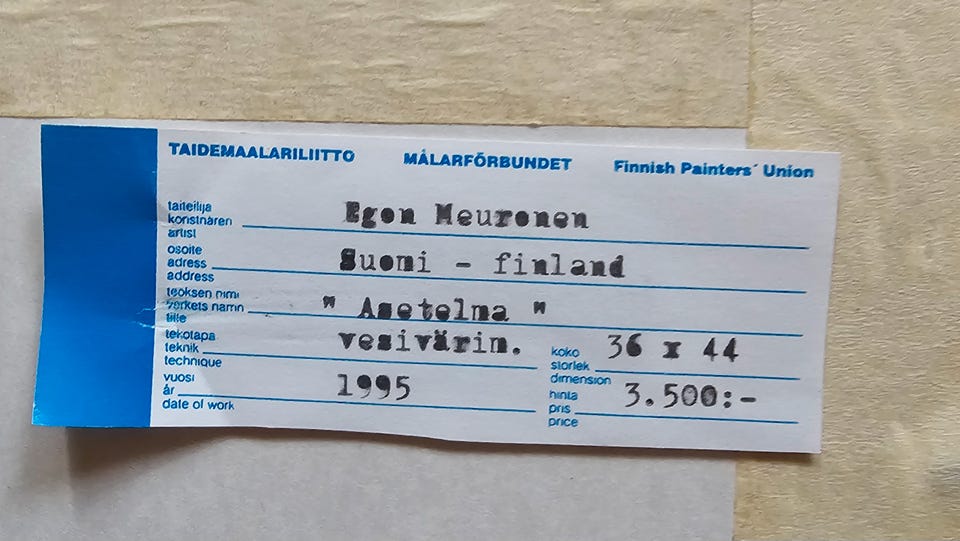 TAIDEMAALARILIITTO MÅLARFÖRBUNDET Finnish Painters´ Union
taiteilija
konstnären Egon Meuronen
artist
osoite
adress Suomi - finland
address
teoksen nimi
verkets namn " Asetelma "
title
tekotapa
teknik vesivärin.
technique
koko 36 x 44
storlek
dimension
vuosi
år 1995
date of work
hinta 3.500:-
pris
price